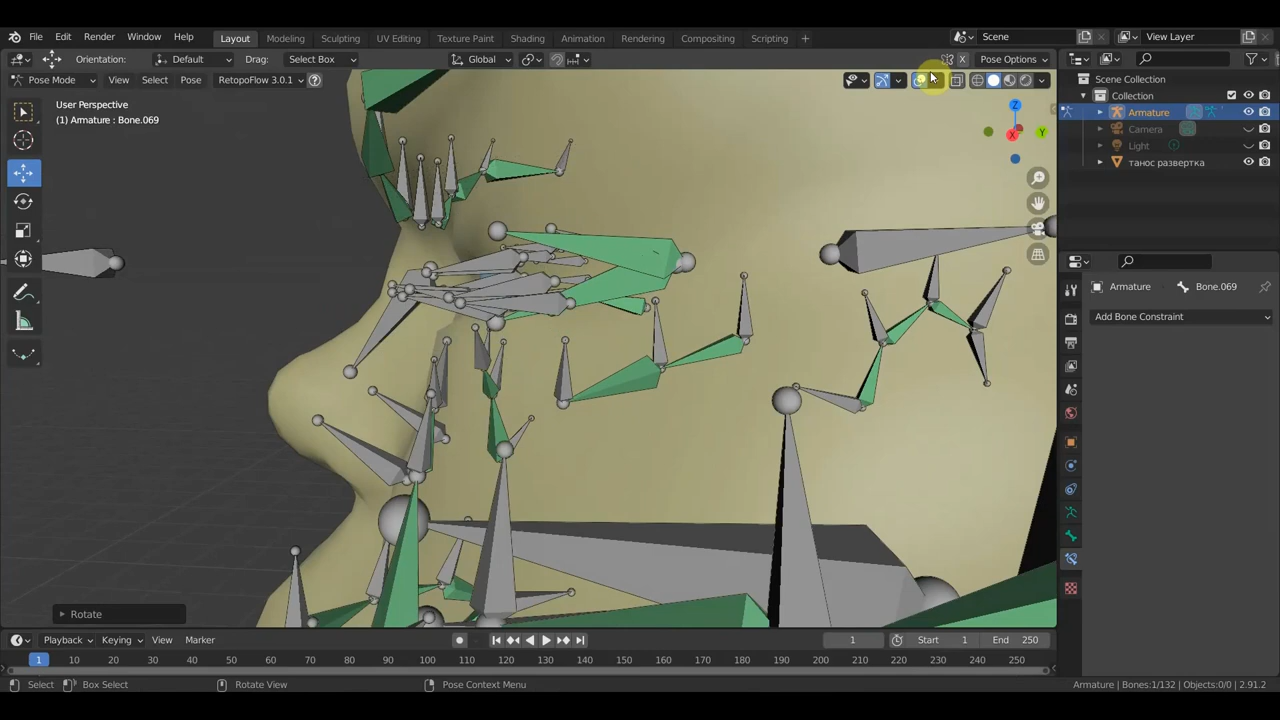 File Edit Render Window Help Layout Modeling Sculpting UV Editing Texture Paint Shading Animation Rendering Compositing Scripting + Scene View Layer
Orientation: Default Drag: Select Box Global X Pose Options
Pose Mode View Select Pose RetopoFlow 3.0.1
User Perspective
(1) Armature : Bone.069
Z
Y
X
Scene Collection
Collection
Armature
Camera
Light
танос развертка
Armature Bone.069
Add Bone Constraint
Rotate
Playback Keying View Marker 1 Start 1 End 250
1 10 20 30 40 50 60 70 80 90 100 110 120 130 140 150 160 170 180 190 200 210 220 230 240 250
Select Box Select Rotate View Pose Context Menu Armature | Bones:1/132 | Objects:0/0 | 2.91.2